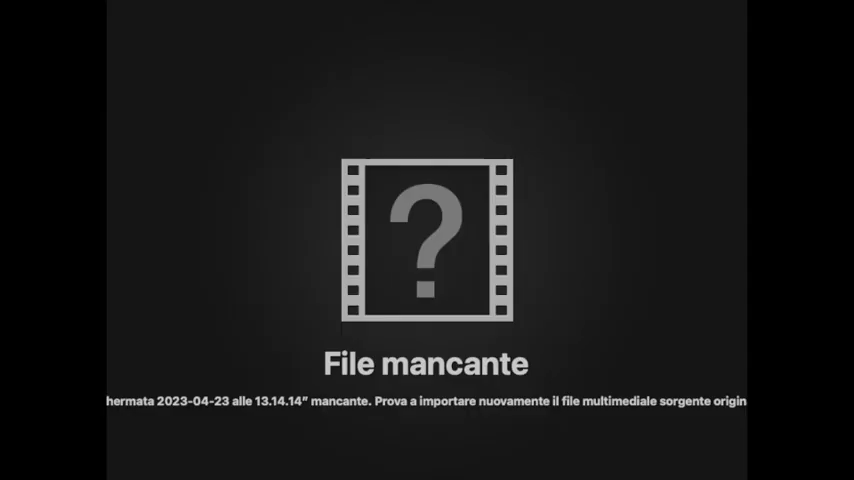 File mancante
hermata 2023-04-23 alle 13.14.14” mancante. Prova a importare nuovamente il file multimediale sorgente origin